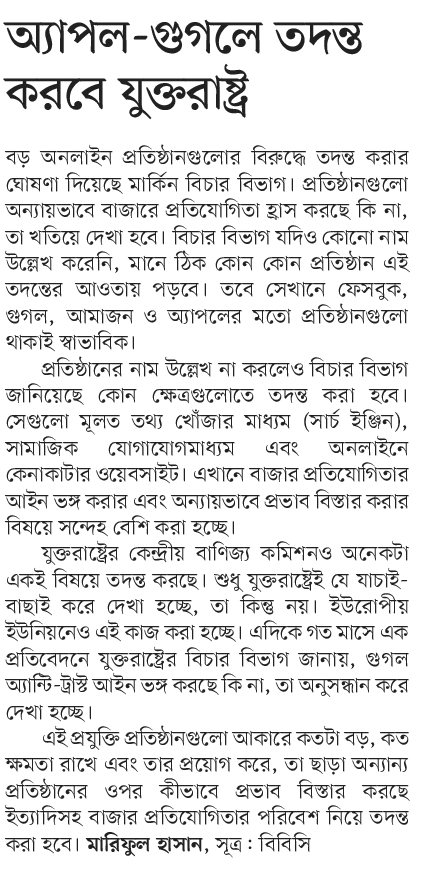 অ্যাপল-গুগলে তদন্ত
করবে যুক্তরাষ্ট্র
বড় অনলাইন প্রতিষ্ঠানগুলোর বিরুদ্ধে তদন্ত করার
ঘোষণা দিয়েছে মার্কিন বিচার বিভাগ। প্রতিষ্ঠানগুলো
অন্যায়ভাবে বাজারে প্রতিযোগিতা হ্রাস করছে কি না,
তা খতিয়ে দেখা হবে। বিচার বিভাগ যদিও কোনো নাম
উল্লেখ করেনি, মানে ঠিক কোন কোন প্রতিষ্ঠান এই
তদন্তের আওতায় পড়বে। তবে সেখানে ফেসবুক,
গুগল, আমাজন ও অ্যাপলের মতো প্রতিষ্ঠানগুলো
থাকাই স্বাভাবিক।
প্রতিষ্ঠানের নাম উল্লেখ না করলেও বিচার বিভাগ
জানিয়েছে কোন ক্ষেত্রগুলোতে তদন্ত করা হবে।
সেগুলো মূলত তথ্য খোঁজার মাধ্যম (সার্চ ইঞ্জিন),
সামাজিক যোগাযোগমাধ্যম এবং অনলাইনে
কেনাকাটার ওয়েবসাইট। এখানে বাজার প্রতিযোগিতার
আইন ভঙ্গ করার এবং অন্যায়ভাবে প্রভাব বিস্তার করার
বিষয়ে সন্দেহ বেশি করা হচ্ছে।
যুক্তরাষ্ট্রের কেন্দ্রীয় বাণিজ্য কমিশনও অনেকটা
একই বিষয়ে তদন্ত করছে। শুধু যুক্তরাষ্ট্রেই যে যাচাই-
বাছাই করে দেখা হচ্ছে, তা কিন্তু নয়। ইউরোপীয়
ইউনিয়নেও এই কাজ করা হচ্ছে। এদিকে গত মাসে এক
প্রতিবেদনে যুক্তরাষ্ট্রের বিচার বিভাগ জানায়, গুগল
অ্যান্টি-ট্রাস্ট আইন ভঙ্গ করছে কি না, তা অনুসন্ধান করে
দেখা হচ্ছে।
এই প্রযুক্তি প্রতিষ্ঠানগুলো আকারে কতটা বড়, কত
ক্ষমতা রাখে এবং তার প্রয়োগ করে, তা ছাড়া অন্যান্য
প্রতিষ্ঠানের ওপর কীভাবে প্রভাব বিস্তার করছে
ইত্যাদিসহ বাজার প্রতিযোগিতার পরিবেশ নিয়ে তদন্ত
করা হবে। মারিফুল হাসান, সূত্র : বিবিসি